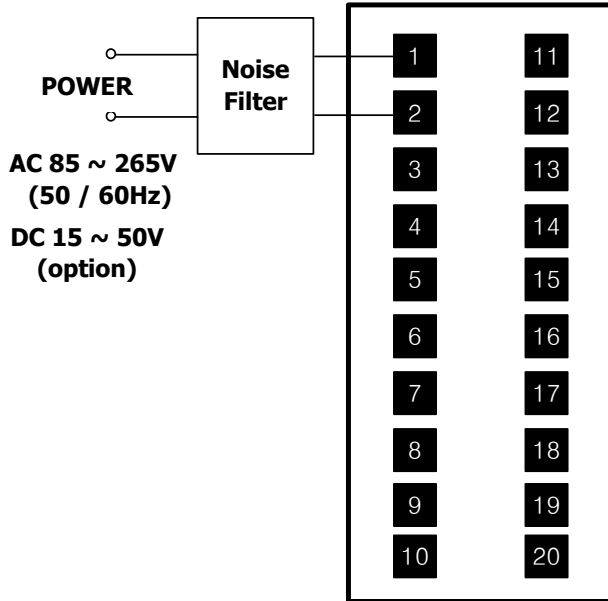 POWER
Noise
Filter
AC 85 ~ 265V
(50 / 60Hz)
DC 15 ~ 50V
(option)
1 11
2 12
3 13
4 14
5 15
6 16
7 17
8 18
9 19
10 20